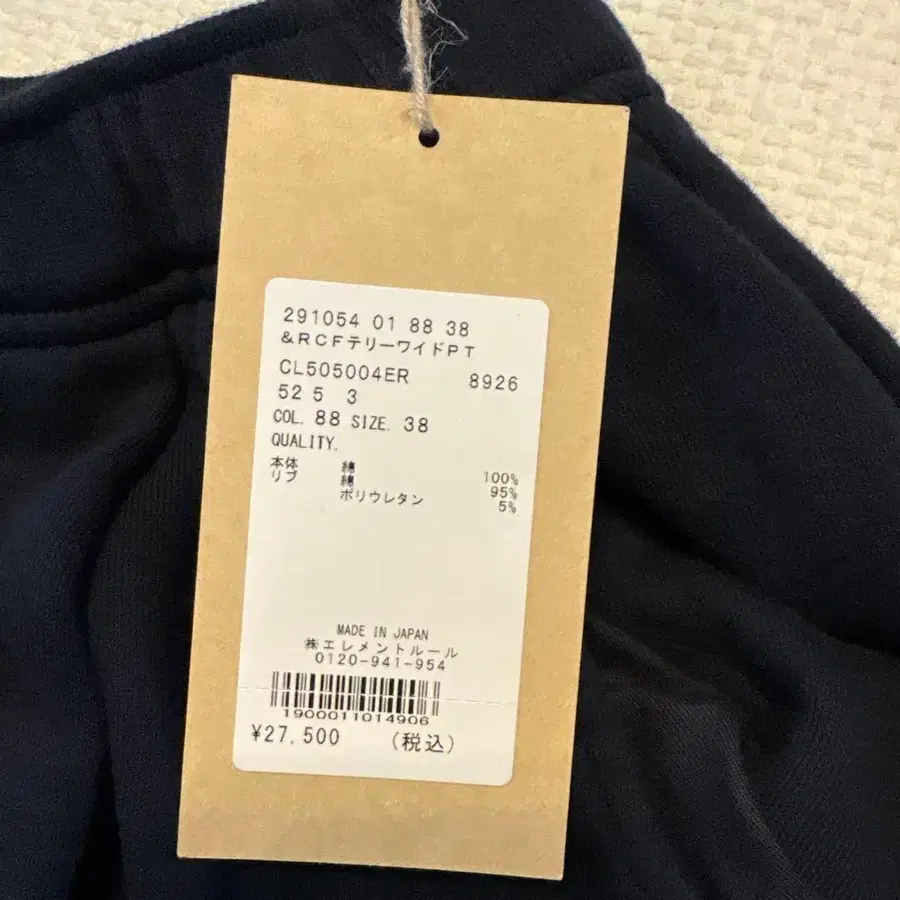 291054 01 88 38
&RCFテリーワイドPT
CL505004ER 8926
52 5 3
COL. 88 SIZE. 38
QUALITY.
本体 綿 100%
リブ 綿 95%
ポリウレタン 5%
MADE IN JAPAN
㈱エレメントルール
0120-941-954
1900011014906
¥27,500 (税込)